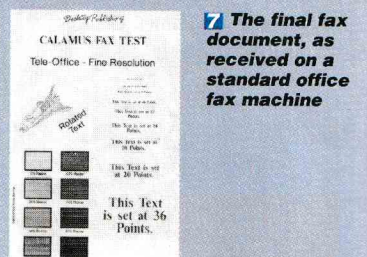 Desktop Publishing
CALAMUS FAX TEST
Tele-Office - Fine Resolution
Rotated
Text
This Text is set at 14
Points.
This Text is set at
18 Points.
This Text is set
at 20 Points.
This Text
is set at 36
Points.
7 The final fax
document, as
received on a
standard office
fax machine